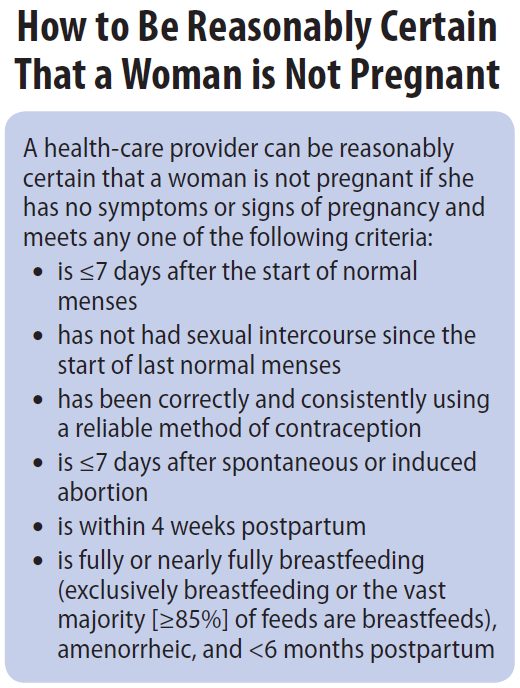 How to Be Reasonably Certain
That a Woman is Not Pregnant
A health-care provider can be reasonably
certain that a woman is not pregnant if she
has no symptoms or signs of pregnancy and
meets any one of the following criteria:
• is ≤7 days after the start of normal
menses
• has not had sexual intercourse since the
start of last normal menses
• has been correctly and consistently using
a reliable method of contraception
• is ≤7 days after spontaneous or induced
abortion
• is within 4 weeks postpartum
• is fully or nearly fully breastfeeding
(exclusively breastfeeding or the vast
majority [≥85%] of feeds are breastfeeds),
amenorrheic, and <6 months postpartum